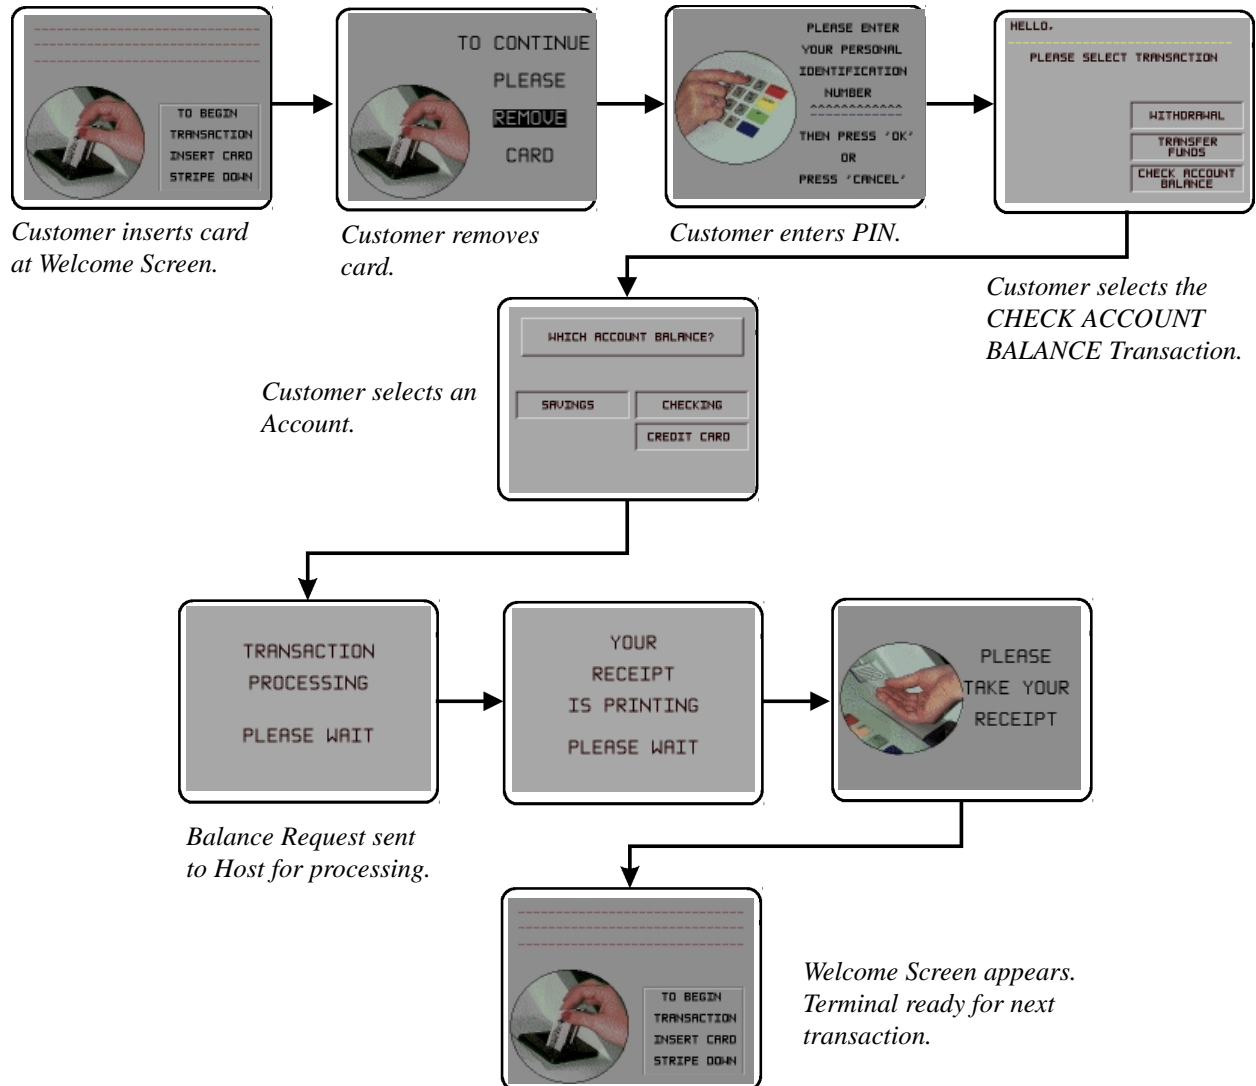 TO BEGIN
TRANSACTION
INSERT CARD
STRIPE DOWN
Customer inserts card
at Welcome Screen.
TO CONTINUE
PLEASE
REMOVE
CARD
Customer removes
card.
PLEASE ENTER
YOUR PERSONAL
IDENTIFICATION
NUMBER
^^^^^^^^^^^^
THEN PRESS 'OK'
OR
PRESS 'CANCEL'
Customer enters PIN.
HELLO,
PLEASE SELECT TRANSACTION
WITHDRAWAL
TRANSFER
FUNDS
CHECK ACCOUNT
BALANCE
Customer selects the
CHECK ACCOUNT
BALANCE Transaction.
WHICH ACCOUNT BALANCE?
SAVINGS
CHECKING
CREDIT CARD
Customer selects an
Account.
TRANSACTION
PROCESSING
PLEASE WAIT
Balance Request sent
to Host for processing.
YOUR
RECEIPT
IS PRINTING
PLEASE WAIT
PLEASE
TAKE YOUR
RECEIPT
TO BEGIN
TRANSACTION
INSERT CARD
STRIPE DOWN
Welcome Screen appears.
Terminal ready for next
transaction.